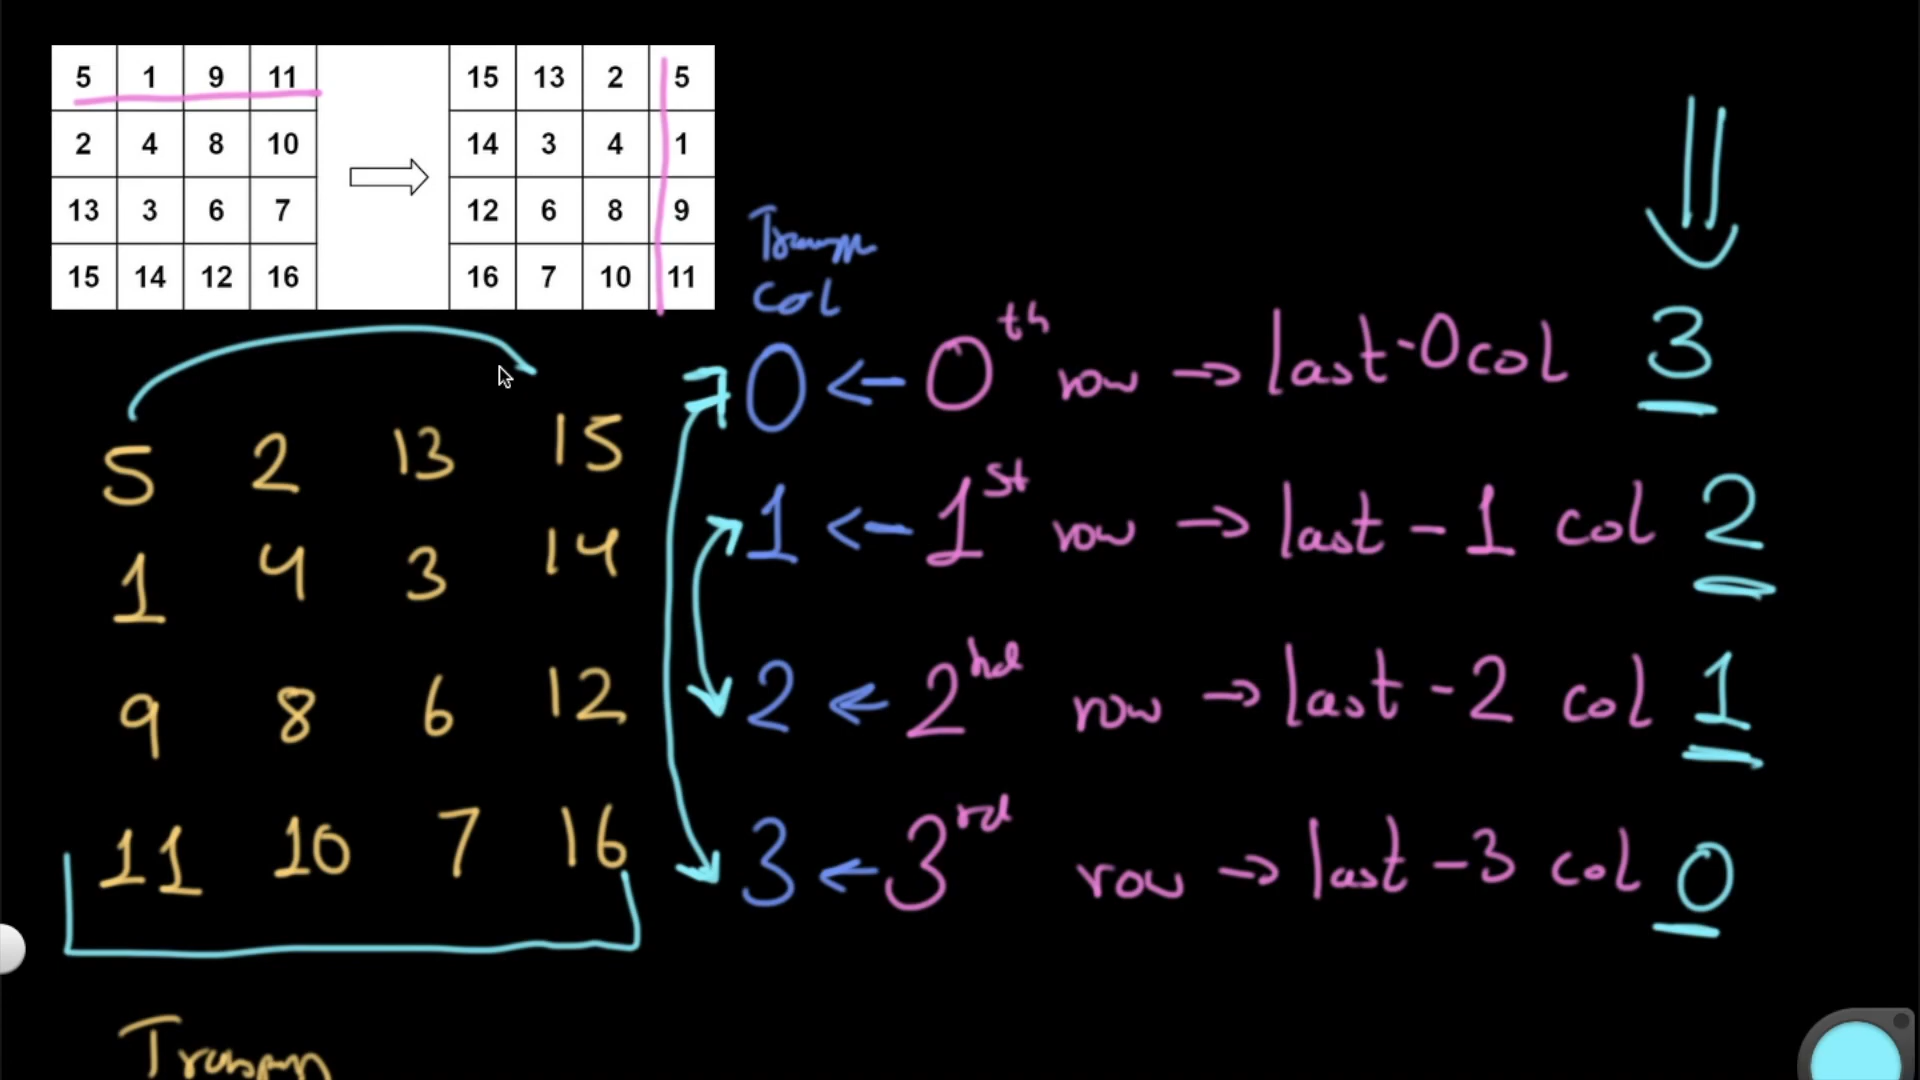 5 1 9 11
2 4 8 10
13 3 6 7
15 14 12 16
15 13 2 5
14 3 4 1
12 6 8 9
16 7 10 11
col
0 <- 0th row -> last-0col 3
1 <- 1st row -> last - 1 col 2
2 <- 2nd row -> last - 2 col 1
3 <- 3rd row -> last - 3 col 0
5 2 13 15
1 4 3 14
9 8 6 12
11 10 7 16